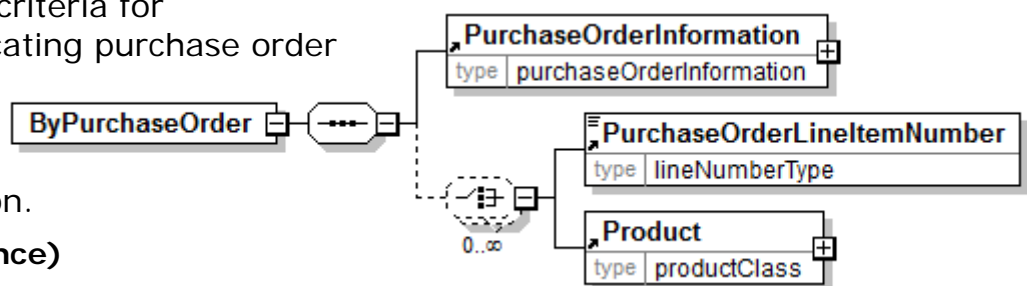 criteria for
cating purchase order
PurchaseOrderInformation
type purchaseOrderInformation
ByPurchaseOrder
PurchaseOrderLineItemNumber
type lineNumberType
on.
0..∞
nce)
Product
type productClass